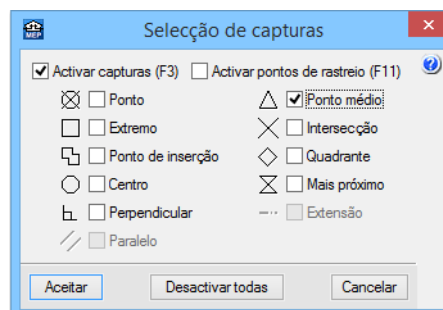 MEP
Selecção de capturas
Activar capturas (F3) Activar pontos de rastreio (F11)
Ponto Ponto médio
Extremo Intersecção
Ponto de inserção Quadrante
Centro Mais próximo
Perpendicular Extensão
Paralelo
Aceitar Desactivar todas Cancelar